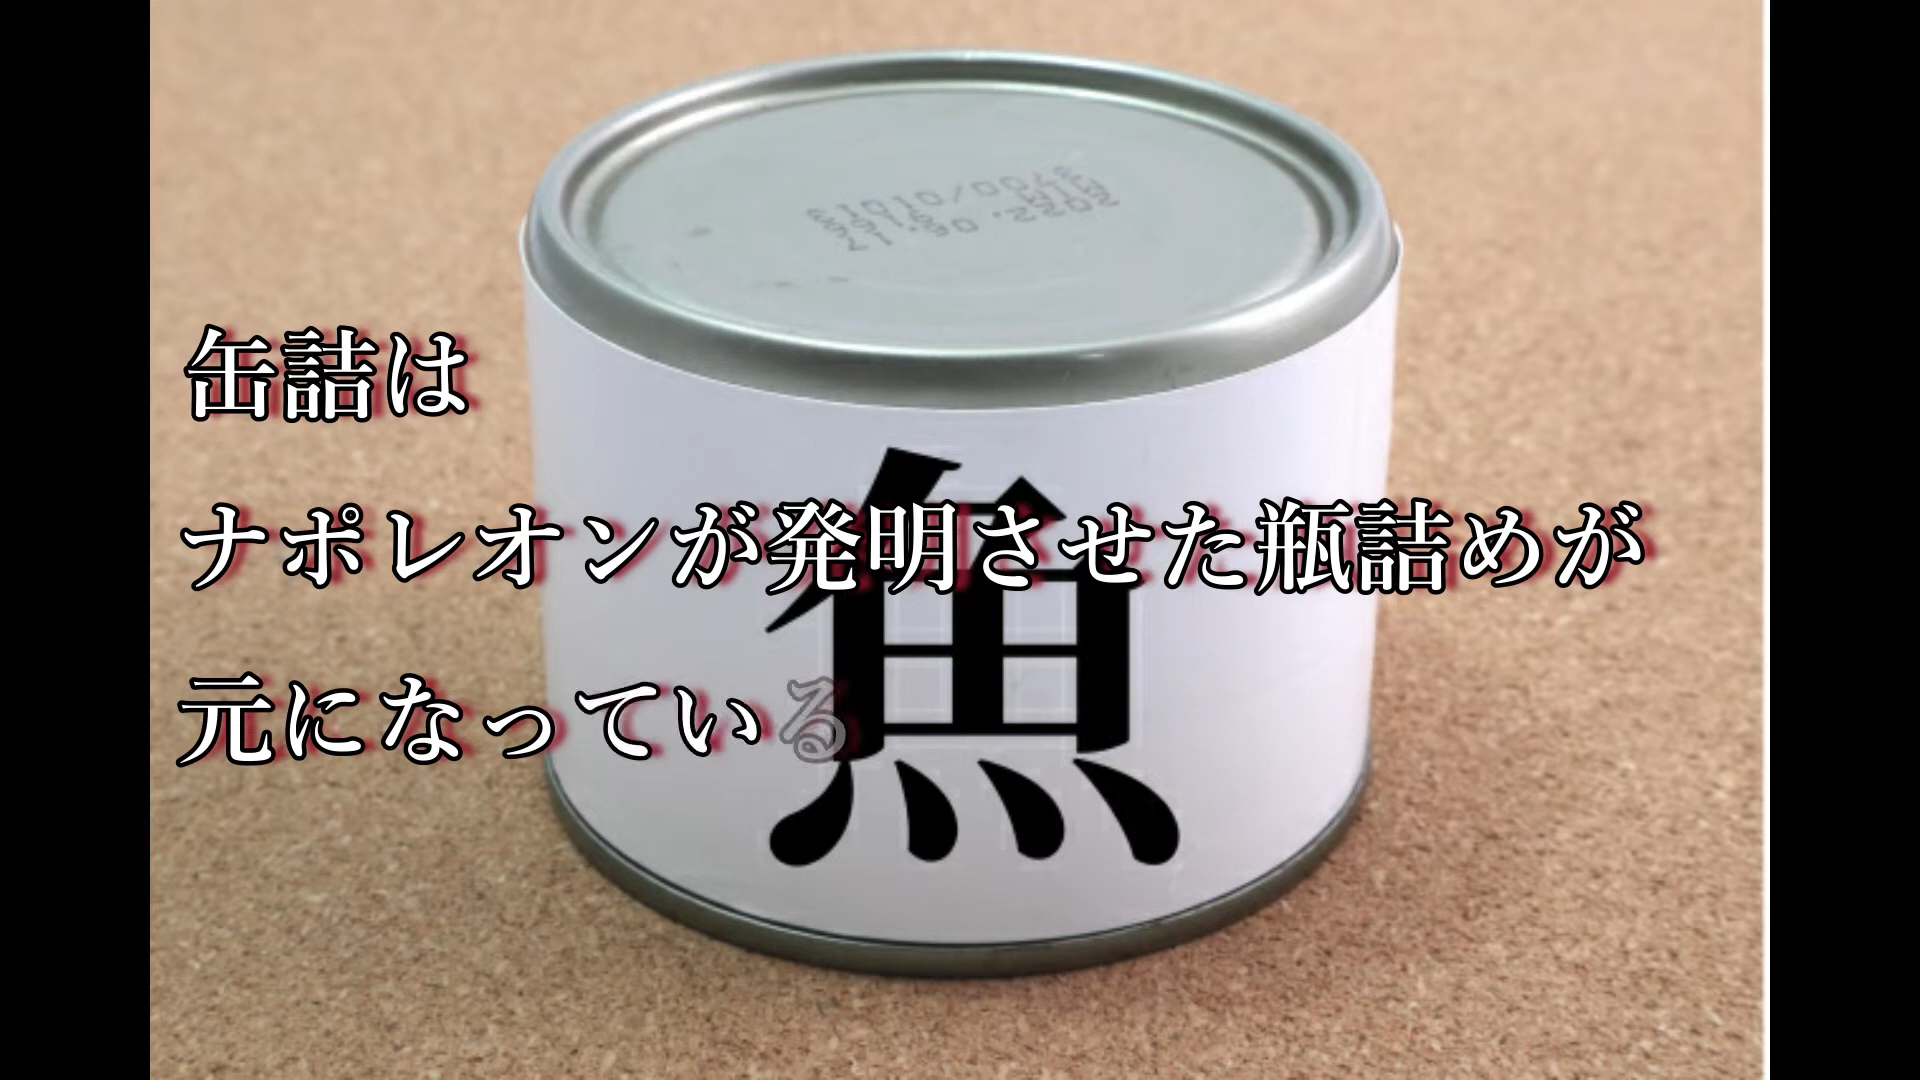 缶詰は
ナポレオンが発明させた瓶詰めが
元になっている
魚